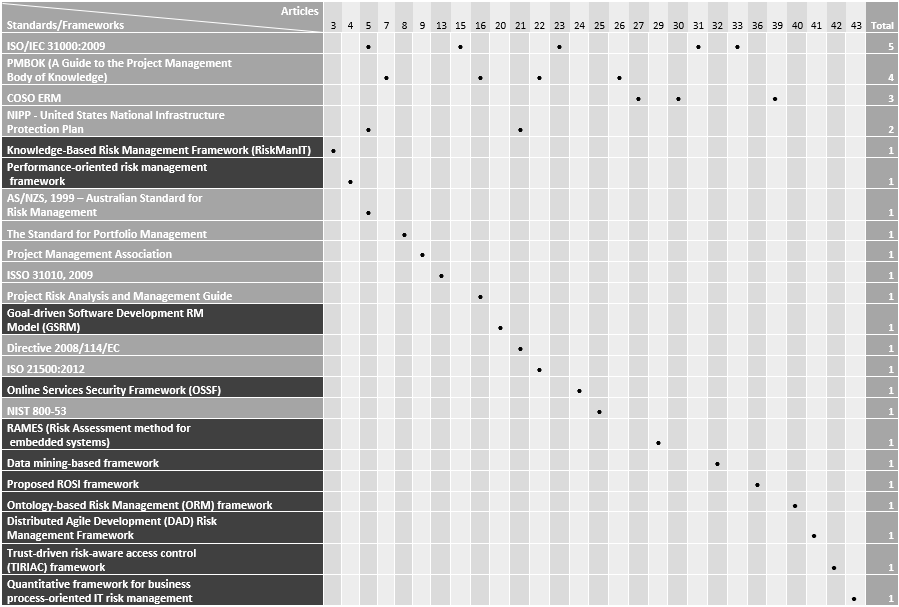 Articles
Standards/Frameworks 3 4 5 7 8 9 13 15 16 20 21 22 23 24 25 26 27 29 30 31 32 33 36 39 40 41 42 43 Total
ISO/IEC 31000:2009 • • • • • 5
PMBOK (A Guide to the Project Management
Body of Knowledge) • • • • 4
COSO ERM • • • 3
NIPP - United States National Infrastructure
Protection Plan • • 2
Knowledge-Based Risk Management Framework (RiskManIT) • 1
Performance-oriented risk management
framework • 1
AS/NZS, 1999 – Australian Standard for
Risk Management • 1
The Standard for Portfolio Management • 1
Project Management Association • 1
ISSO 31010, 2009 • 1
Project Risk Analysis and Management Guide • 1
Goal-driven Software Development RM
Model (GSRM) • 1
Directive 2008/114/EC • 1
ISO 21500:2012 • 1
Online Services Security Framework (OSSF) • 1
NIST 800-53 • 1
RAMES (Risk Assessment method for
embedded systems) • 1
Data mining-based framework • 1
Proposed ROSI framework • 1
Ontology-based Risk Management (ORM) framework • 1
Distributed Agile Development (DAD) Risk
Management Framework • 1
Trust-driven risk-aware access control
(TIRIAC) framework • 1
Quantitative framework for business
process-oriented IT risk management • 1